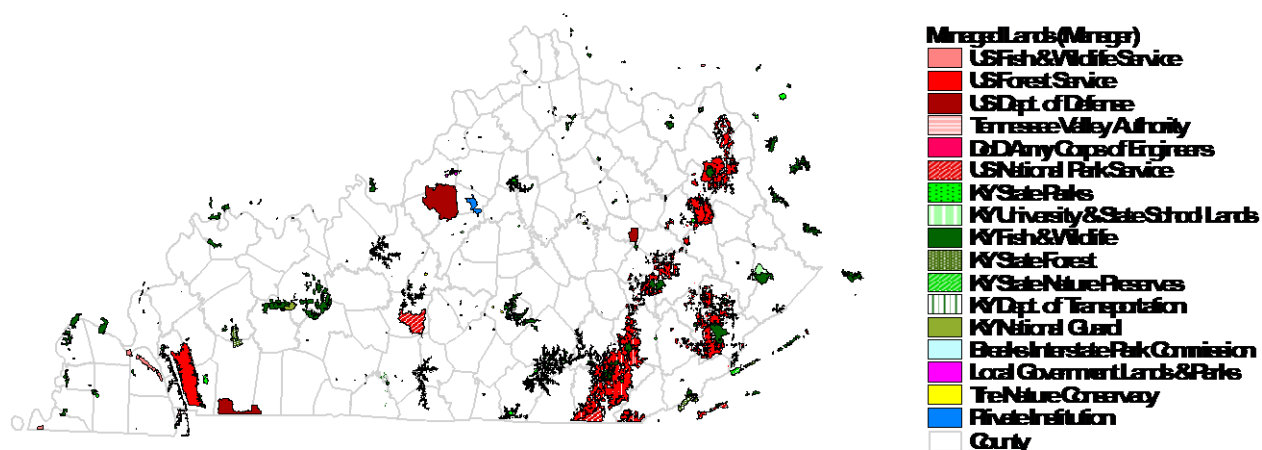 Managed Lands (Manager)
US Fish & Wildlife Service
US Forest Service
US Dept. of Defense
Tennessee Valley Authority
DoD Army Corps of Engineers
US National Park Service
KY State Parks
KY University & State School Lands
KY Fish & Wildlife
KY State Forest
KY State Nature Preserves
KY Dept. of Transportation
KY National Guard
Breaks Interstate Park Commission
Local Government Lands & Parks
The Nature Conservacy
Private Institution
County